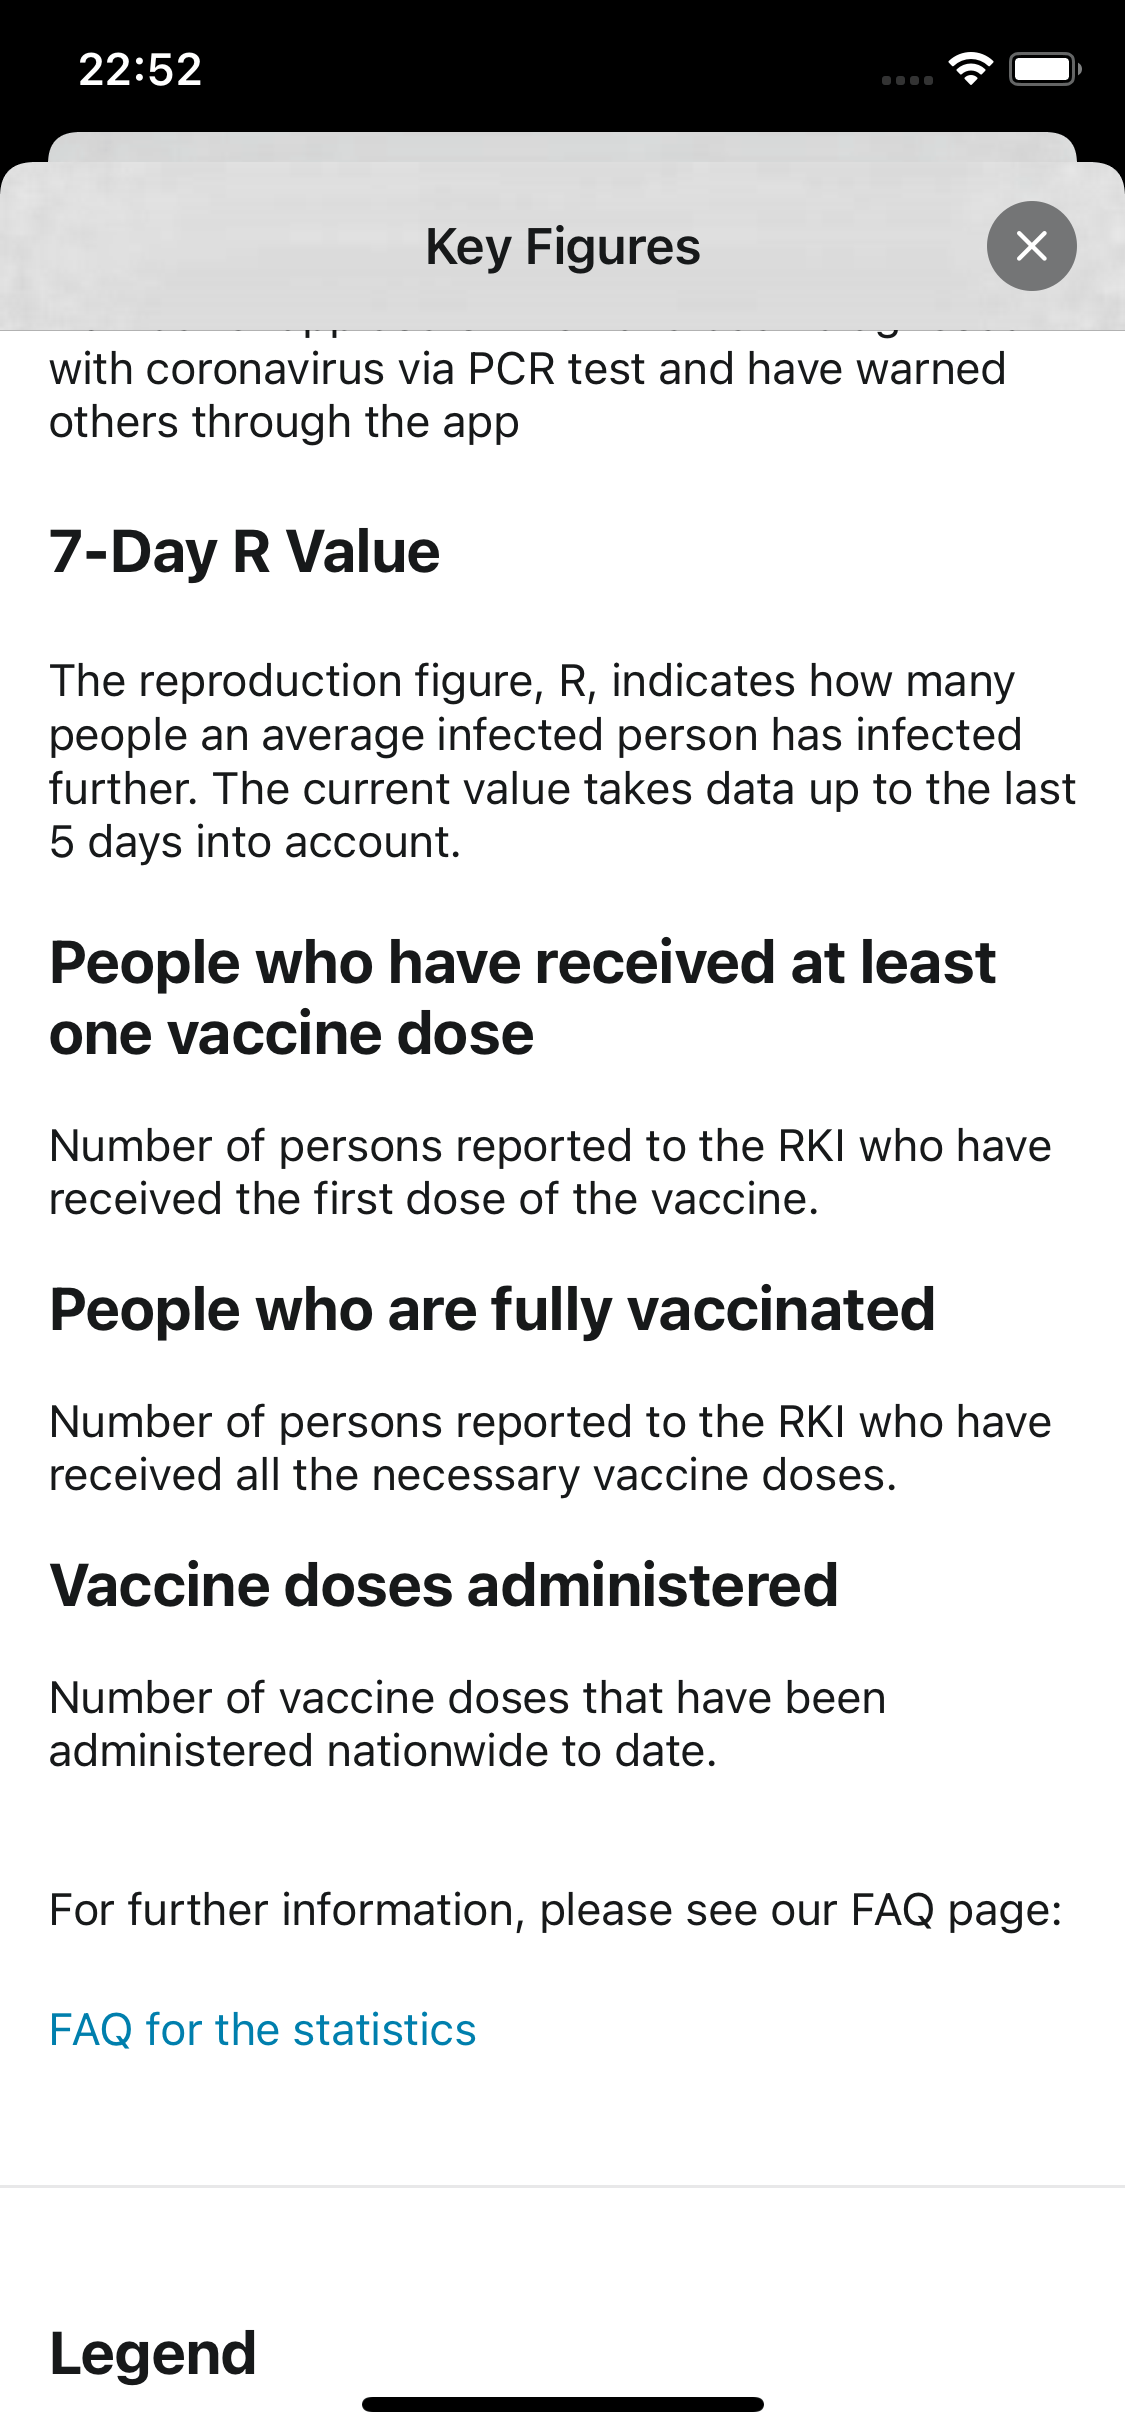 22:52
Key Figures
with coronavirus via PCR test and have warned
others through the app
7-Day R Value
The reproduction figure, R, indicates how many
people an average infected person has infected
further. The current value takes data up to the last
5 days into account.
People who have received at least
one vaccine dose
Number of persons reported to the RKI who have
received the first dose of the vaccine.
People who are fully vaccinated
Number of persons reported to the RKI who have
received all the necessary vaccine doses.
Vaccine doses administered
Number of vaccine doses that have been
administered nationwide to date.
For further information, please see our FAQ page:
FAQ for the statistics
Legend